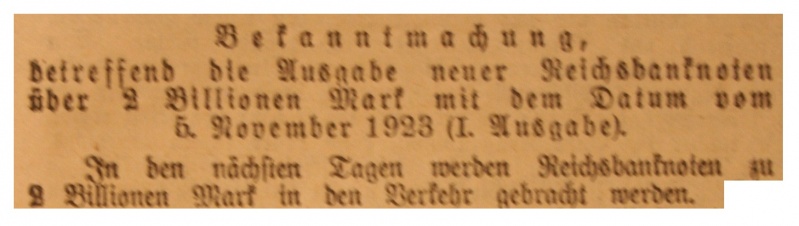 Bekanntmachung,
betreffend die Ausgabe neuer Reichsbanknoten
über 2 Billionen Mark mit dem Datum vom
5. November 1923 (I. Ausgabe).
In den nächsten Tagen werden Reichsbanknoten zu
2 Billionen Mark in den Verkehr gebracht werden.